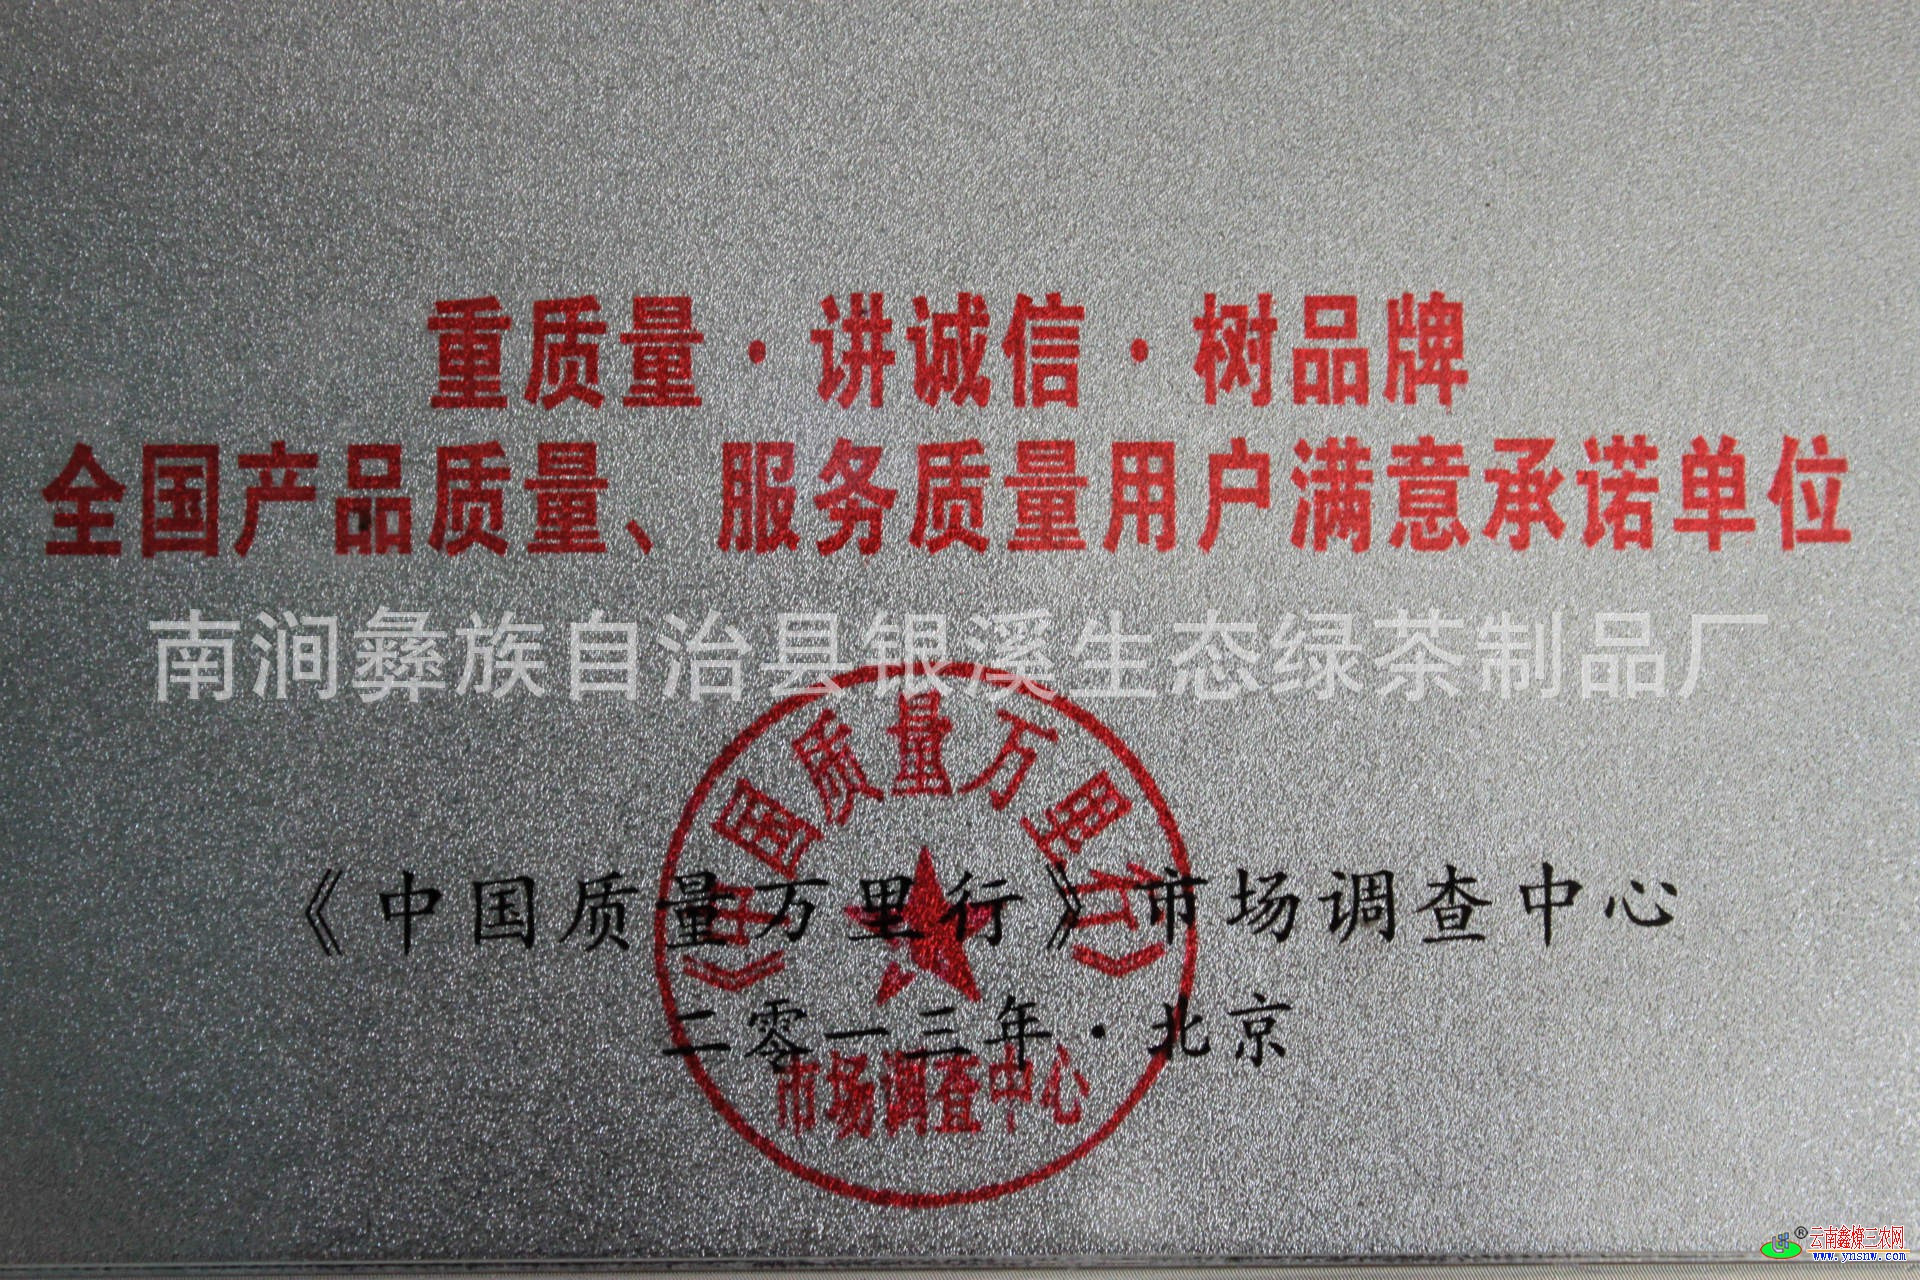 重质量·讲诚信·树品牌
全国产品质量、服务质量用户满意承诺单位
南涧彝族自治县银溪生态绿茶制品厂
《中国质量万里行》
《中国质量万里行》市场调查中心
二零一三年·北京
市场调查中心
®云南鑫燎三农网
www.ynsnw.com